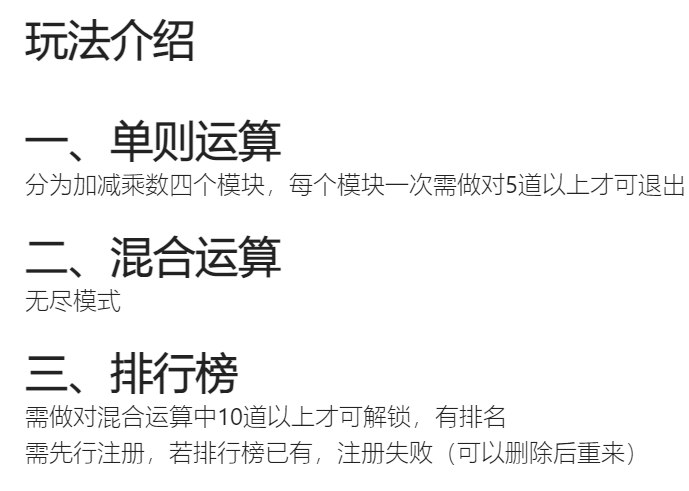 玩法介绍
一、单则运算
分为加减乘数四个模块，每个模块一次需做对5道以上才可退出
二、混合运算
无尽模式
三、排行榜
需做对混合运算中10道以上才可解锁，有排名
需先行注册，若排行榜已有，注册失败（可以删除后重来）